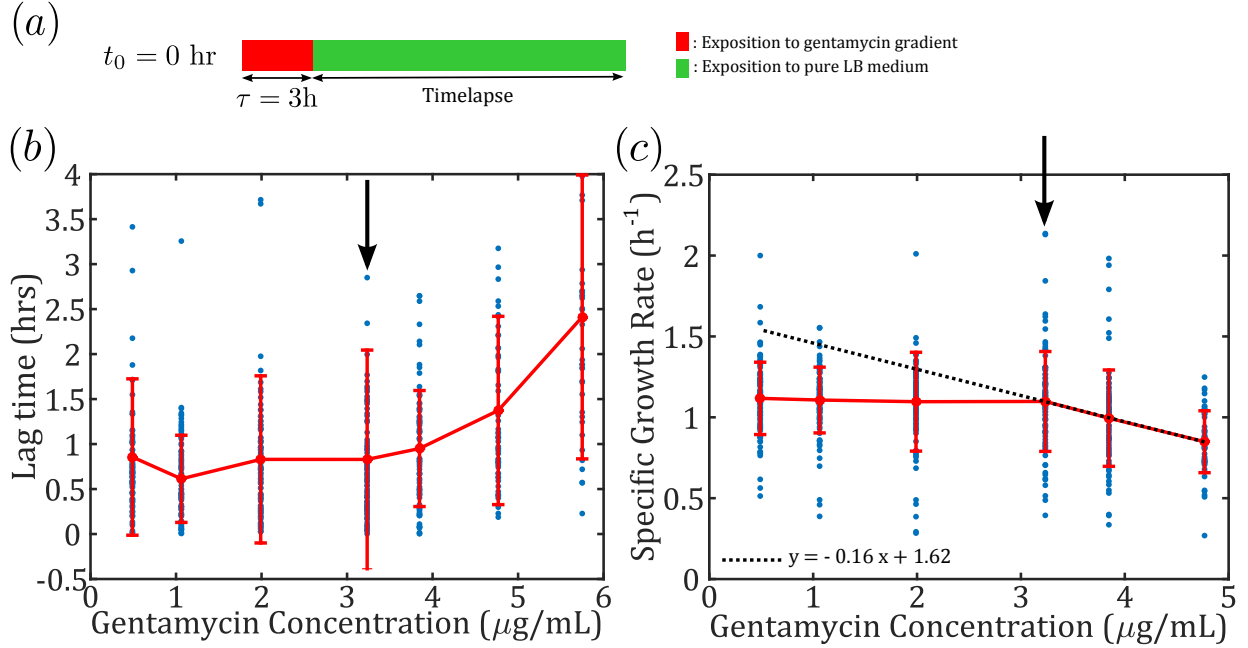 (a)
t₀ = 0 hr
: Exposition to gentamycin gradient
: Exposition to pure LB medium
τ = 3h
Timelapse
(b)
4
3.5
3
2.5
2
1.5
1
0.5
0
-0.5
Lag time (hrs)
0 1 2 3 4 5 6
Gentamycin Concentration (μg/mL)
(c)
2.5
2
1.5
1
0.5
0
Specific Growth Rate (h⁻¹)
y = - 0.16 x + 1.62
0 1 2 3 4 5
Gentamycin Concentration (μg/mL)